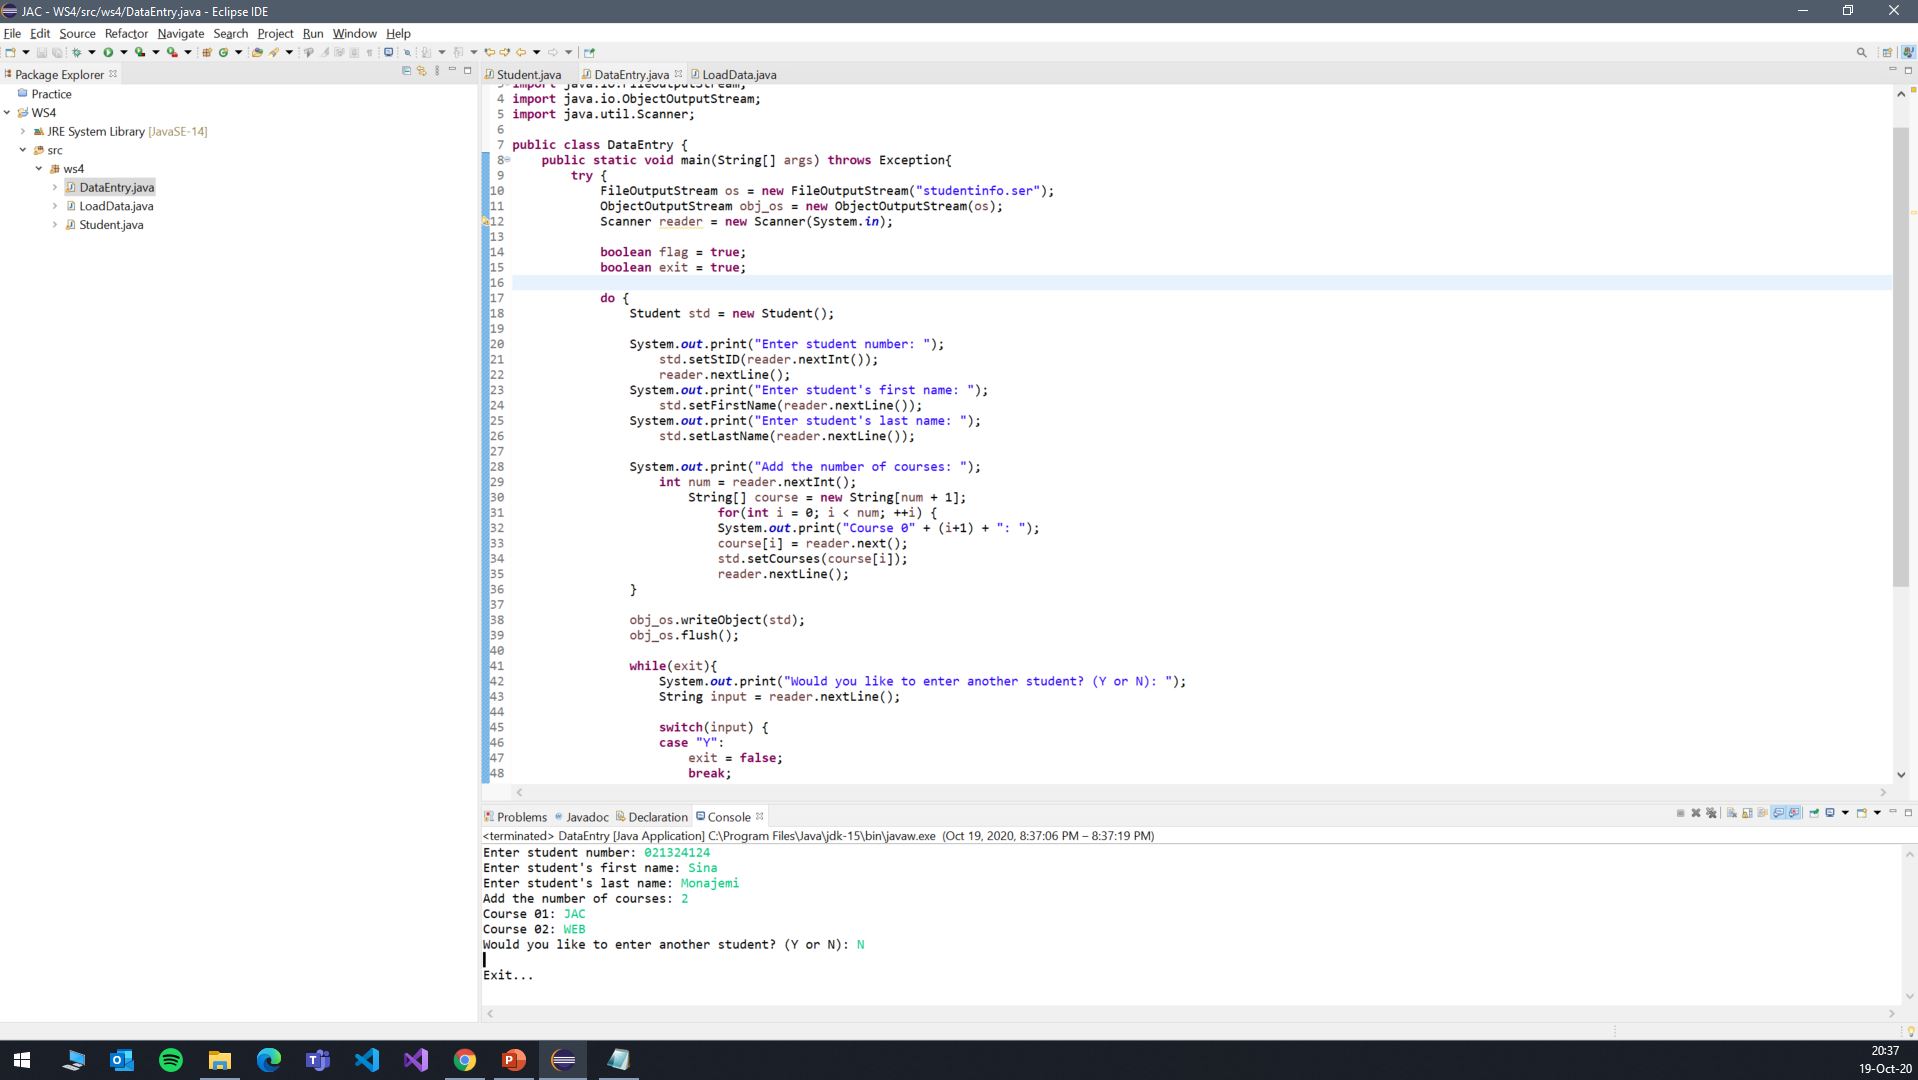 JAC - WS4/src/ws4/DataEntry.java - Eclipse IDE
File Edit Source Refactor Navigate Search Project Run Window Help
Package Explorer
Practice
WS4
JRE System Library [JavaSE-14]
src
ws4
DataEntry.java
LoadData.java
Student.java
Student.java DataEntry.java LoadData.java
3 import java.io.FileOutputStream;
4 import java.io.ObjectOutputStream;
5 import java.util.Scanner;
6
7 public class DataEntry {
8 public static void main(String[] args) throws Exception{
9 try {
10 FileOutputStream os = new FileOutputStream("studentinfo.ser");
11 ObjectOutputStream obj_os = new ObjectOutputStream(os);
12 Scanner reader = new Scanner(System.in);
13
14 boolean flag = true;
15 boolean exit = true;
16
17 do {
18 Student std = new Student();
19
20 System.out.print("Enter student number: ");
21 std.setStID(reader.nextInt());
22 reader.nextLine();
23 System.out.print("Enter student's first name: ");
24 std.setFirstName(reader.nextLine());
25 System.out.print("Enter student's last name: ");
26 std.setLastName(reader.nextLine());
27
28 System.out.print("Add the number of courses: ");
29 int num = reader.nextInt();
30 String[] course = new String[num + 1];
31 for(int i = 0; i < num; ++i) {
32 System.out.print("Course 0" + (i+1) + ": ");
33 course[i] = reader.next();
34 std.setCourses(course[i]);
35 reader.nextLine();
36 }
37
38 obj_os.writeObject(std);
39 obj_os.flush();
40
41 while(exit){
42 System.out.print("Would you like to enter another student? (Y or N): ");
43 String input = reader.nextLine();
44
45 switch(input) {
46 case "Y":
47 exit = false;
48 break;
Problems Javadoc Declaration Console
<terminated> DataEntry [Java Application] C:\Program Files\Java\jdk-15\bin\javaw.exe (Oct 19, 2020, 8:37:06 PM – 8:37:19 PM)
Enter student number: 021324124
Enter student's first name: Sina
Enter student's last name: Monajemi
Add the number of courses: 2
Course 01: JAC
Course 02: WEB
Would you like to enter another student? (Y or N): N
Exit...
20:37
19-Oct-20